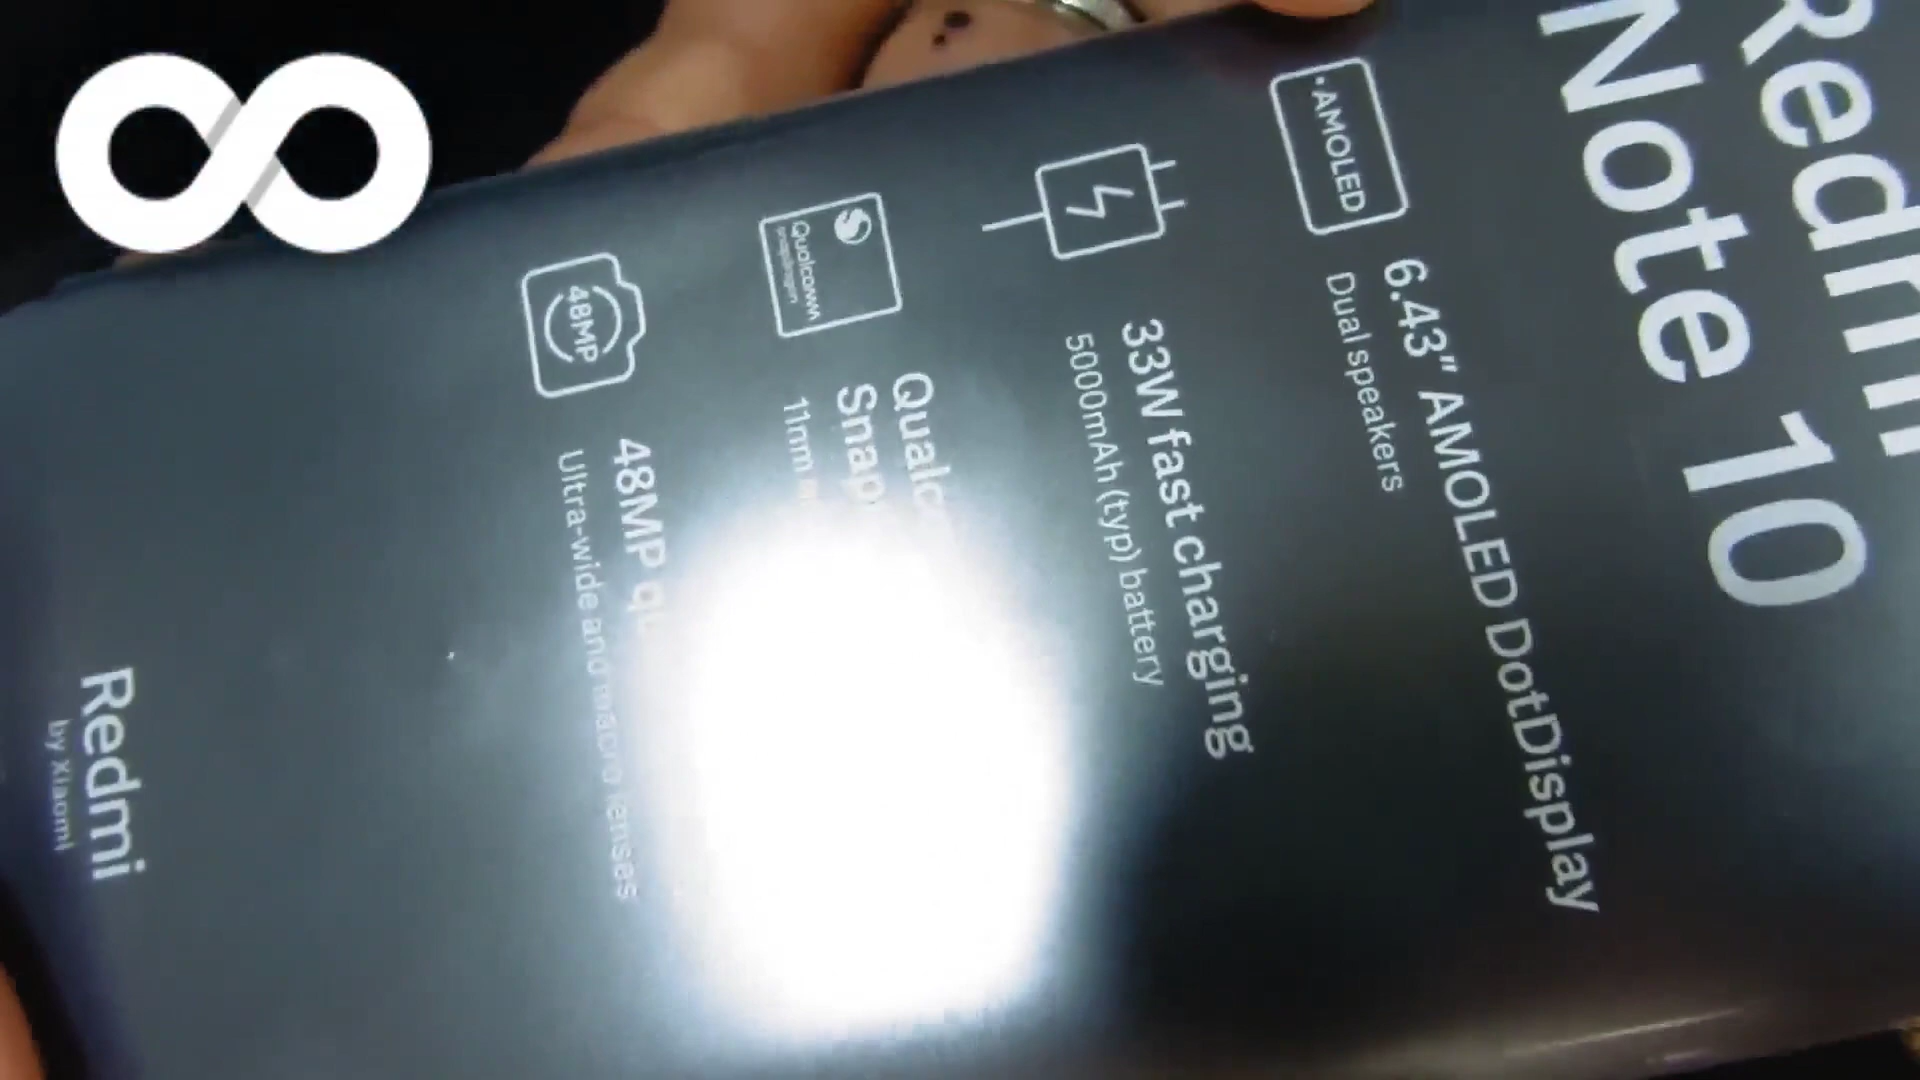 Redmi
Note 10
·AMOLED
6.43" AMOLED DotDisplay
Dual speakers
33W fast charging
5000mAh (typ) battery
Qualcomm
snapdragon
11nm
48MP
48MP
Ultra-wide and macro lenses
Redmi
by Xiaomi